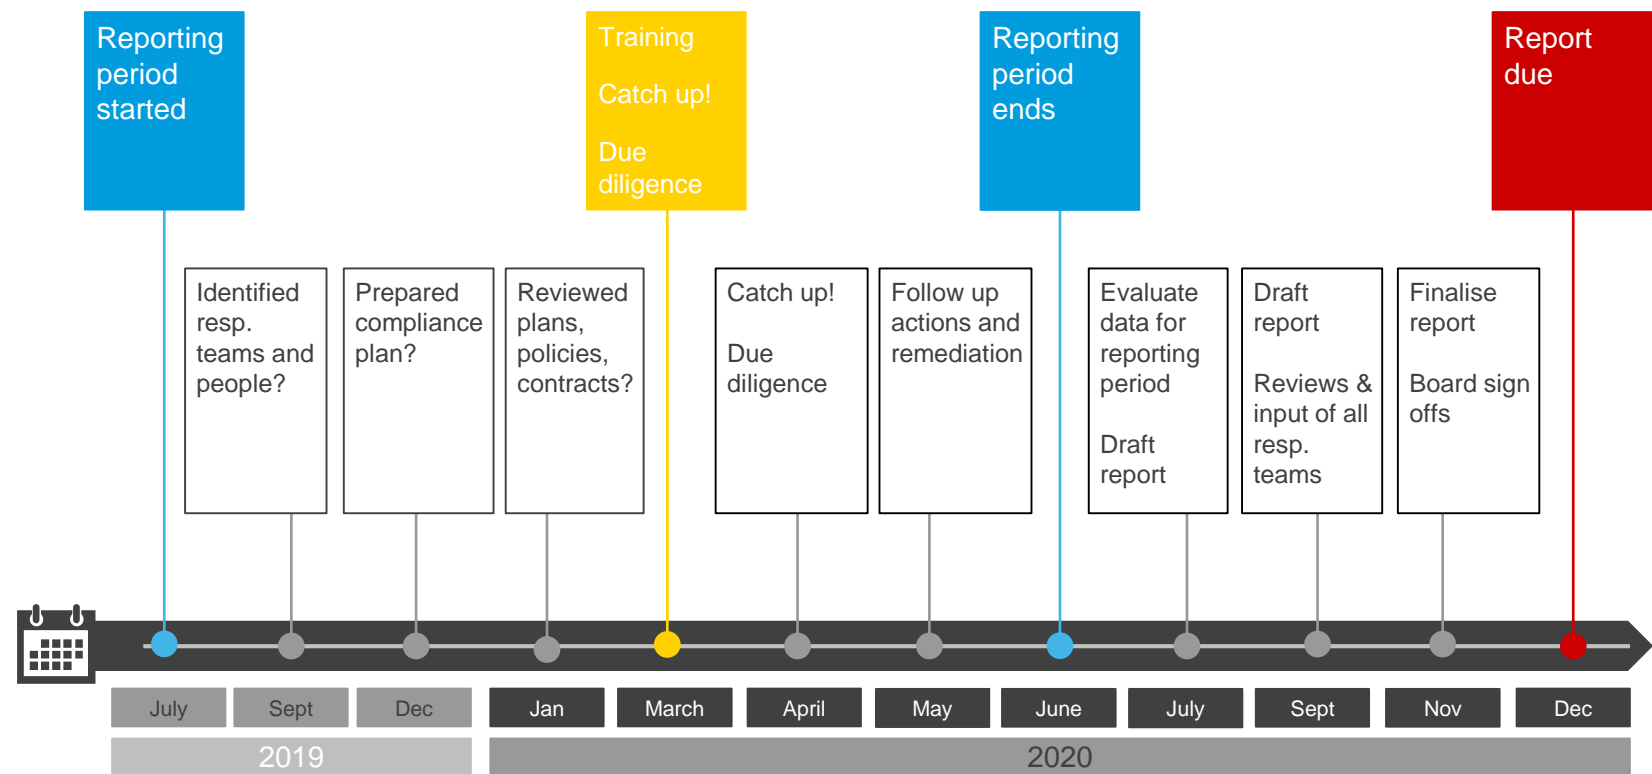 Reporting
period
started
Training
Catch up!
Due
diligence
Reporting
period
ends
Report
due
Identified
resp.
teams and
people?
Prepared
compliance
plan?
Reviewed
plans,
policies,
contracts?
Catch up!
Due
diligence
Follow up
actions and
remediation
Evaluate
data for
reporting
period
Draft
report
Draft
report
Reviews &
input of all
resp.
teams
Finalise
report
Board sign
offs
July
Sept
Dec
Jan
March
April
May
June
July
Sept
Nov
Dec
2019
2020